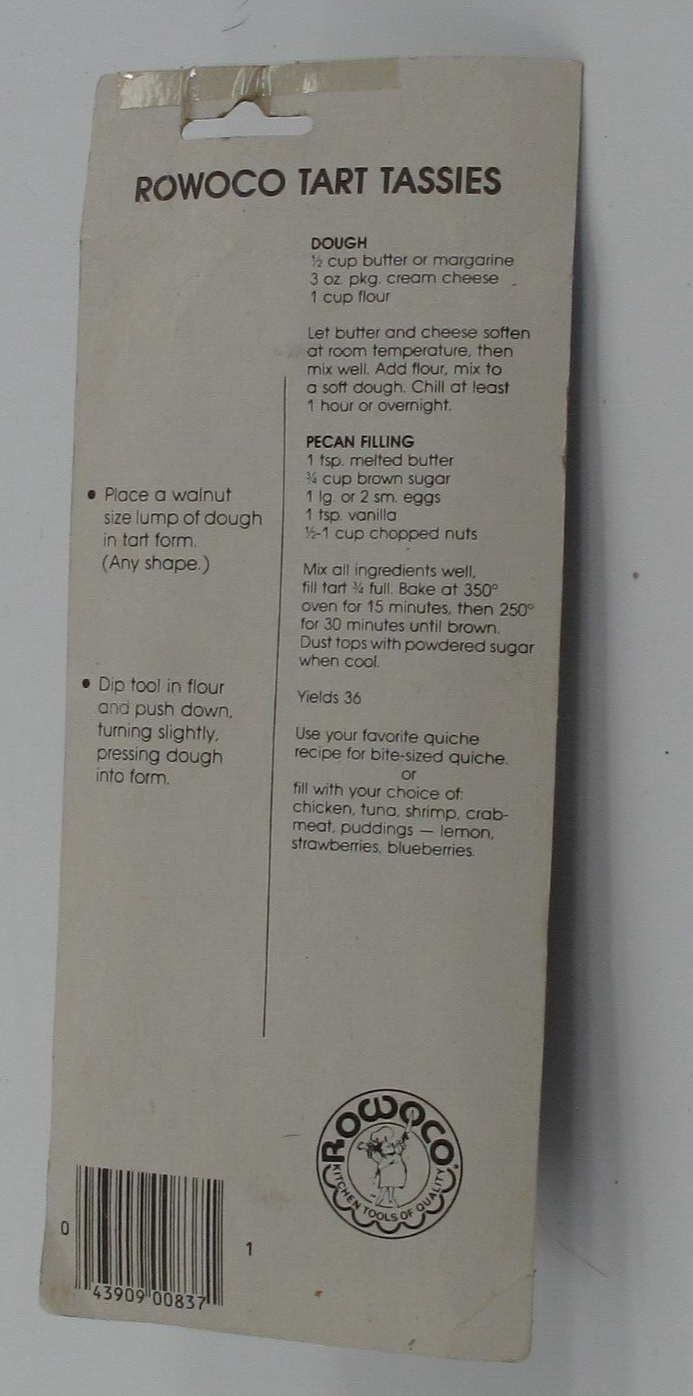 ROWOCO TART TASSIES
• Place a walnut
size lump of dough
in tart form.
(Any shape.)
• Dip tool in flour
and push down,
turning slightly,
pressing dough
into form.
DOUGH
½ cup butter or margarine
3 oz. pkg. cream cheese
1 cup flour
Let butter and cheese soften
at room temperature, then
mix well. Add flour, mix to
a soft dough. Chill at least
1 hour or overnight.
PECAN FILLING
1 tsp. melted butter
¾ cup brown sugar
1 lg. or 2 sm. eggs
1 tsp. vanilla
½-1 cup chopped nuts
Mix all ingredients well,
fill tart ¾ full. Bake at 350°
oven for 15 minutes, then 250°
for 30 minutes until brown.
Dust tops with powdered sugar
when cool.
Yields 36
Use your favorite quiche
recipe for bite-sized quiche.
or
fill with your choice of:
chicken, tuna, shrimp, crab-
meat, puddings — lemon,
strawberries, blueberries.
ROWOCO®
KITCHEN TOOLS OF QUALITY
0 43909 00837 1